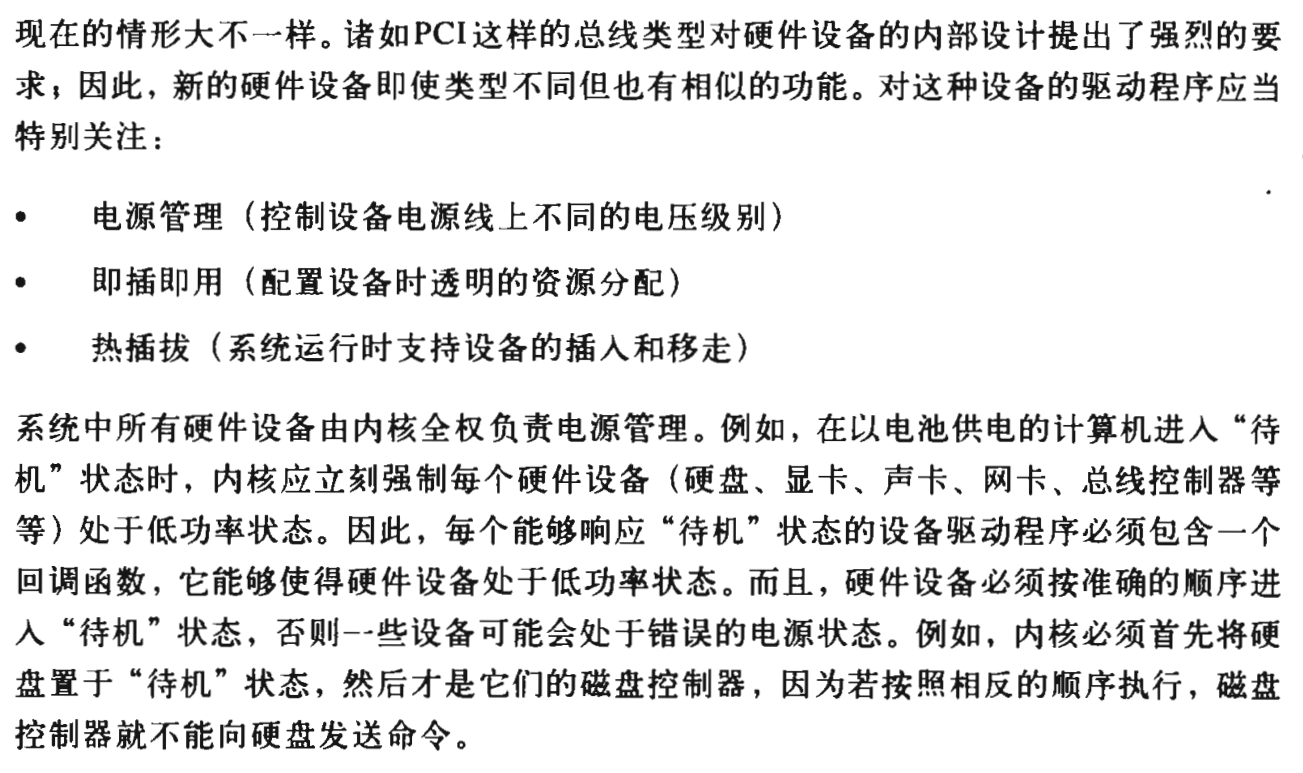 现在的情形大不一样。诸如PCI这样的总线类型对硬件设备的内部设计提出了强烈的要
求；因此，新的硬件设备即使类型不同但也有相似的功能。对这种设备的驱动程序应当
特别关注：
• 电源管理（控制设备电源线上不同的电压级别）
• 即插即用（配置设备时透明的资源分配）
• 热插拔（系统运行时支持设备的插入和移走）
系统中所有硬件设备由内核全权负责电源管理。例如，在以电池供电的计算机进入“待
机”状态时，内核应立刻强制每个硬件设备（硬盘、显卡、声卡、网卡、总线控制器等
等）处于低功率状态。因此，每个能够响应“待机”状态的设备驱动程序必须包含一个
回调函数，它能够使得硬件设备处于低功率状态。而且，硬件设备必须按准确的顺序进
入“待机”状态，否则一些设备可能会处于错误的电源状态。例如，内核必须首先将硬
盘置于“待机”状态，然后才是它们的磁盘控制器，因为若按照相反的顺序执行，磁盘
控制器就不能向硬盘发送命令。